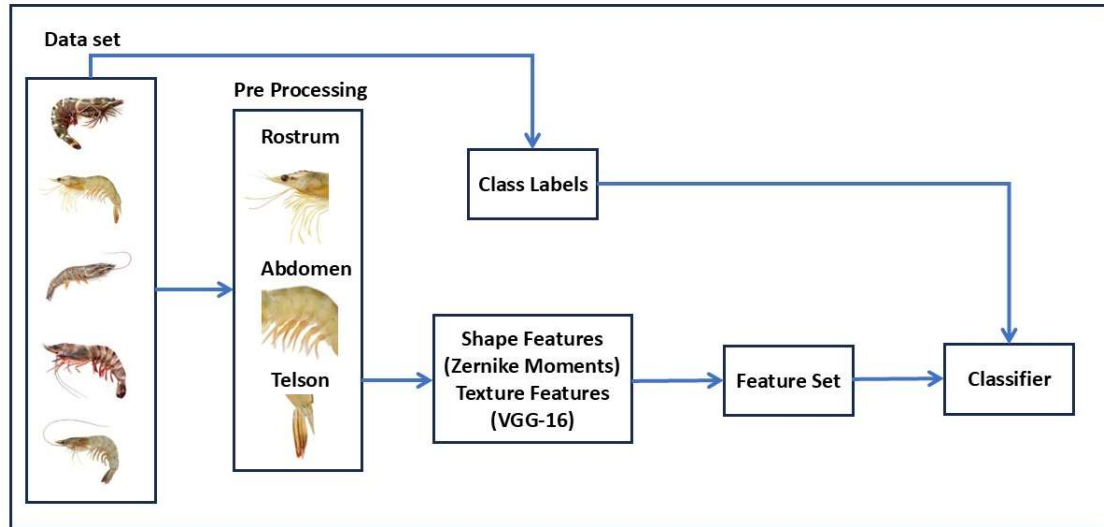 Data set
Pre Processing
Rostrum
Abdomen
Telson
Class Labels
Shape Features
(Zernike Moments)
Texture Features
(VGG-16)
Feature Set
Classifier